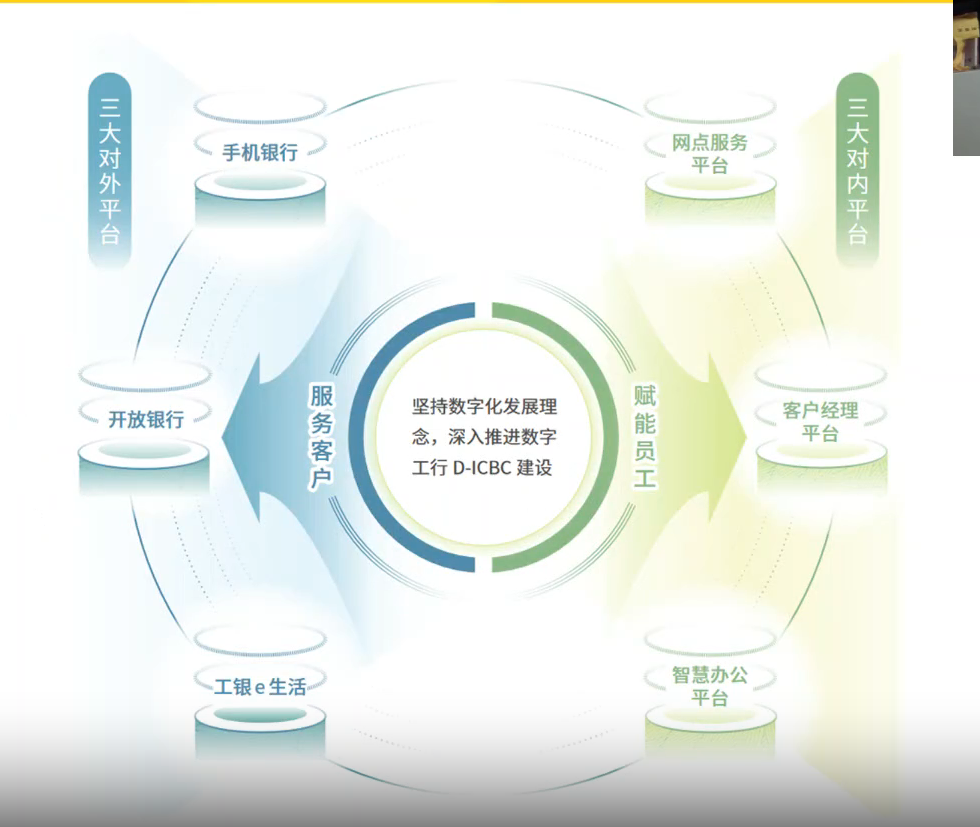 三大对外平台
手机银行
开放银行
工银e生活
服务客户
坚持数字化发展理
念，深入推进数字
工行 D-ICBC 建设
赋能员工
三大对内平台
网点服务
平台
客户经理
平台
智慧办公
平台